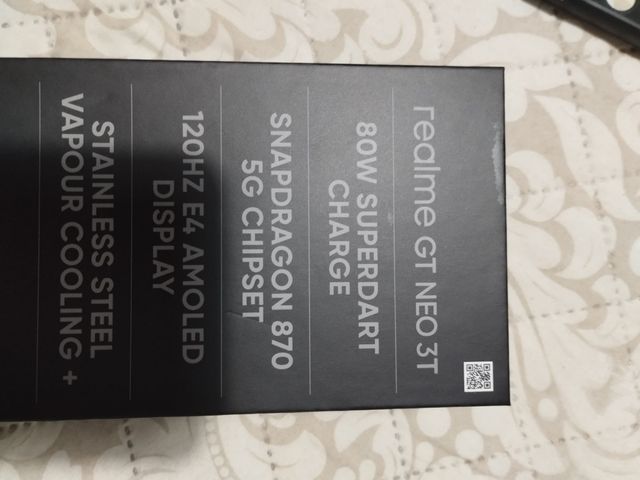 realme GT NEO 3T
80W SUPERDART
CHARGE
SNAPDRAGON 870
5G CHIPSET
120HZ E4 AMOLED
DISPLAY
STAINLESS STEEL
VAPOUR COOLING +